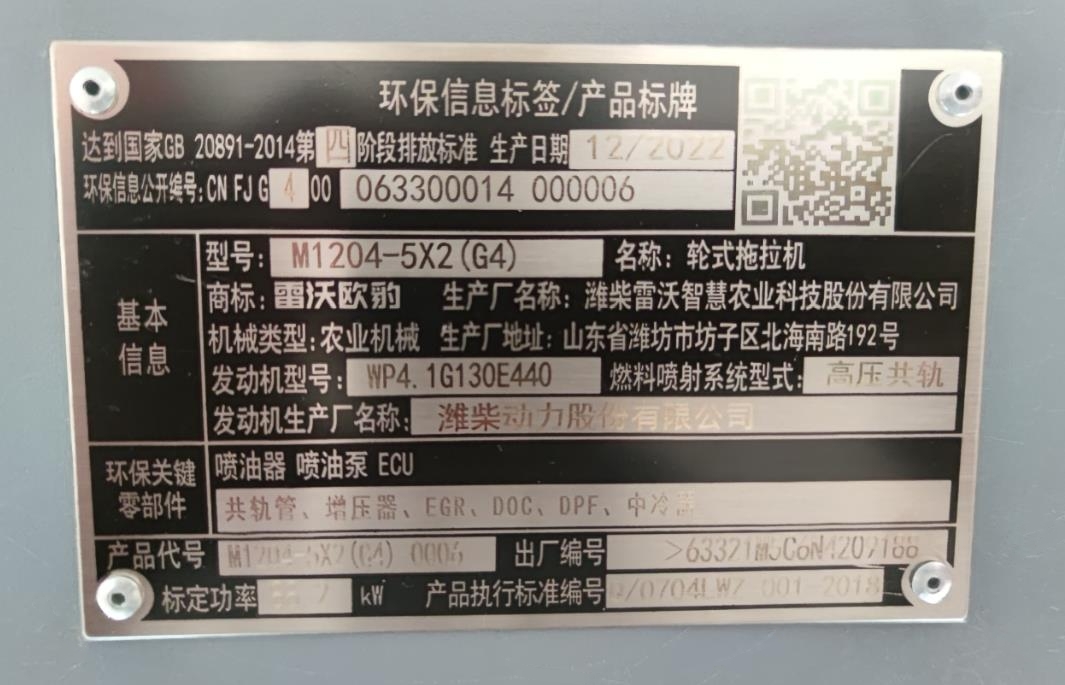 环保信息标签/产品标牌
达到国家GB 20891-2014第四阶段排放标准 生产日期 12/2022
环保信息公开编号:CN FJ G 4 00 063300014 000006
基本信息
型号: M1204-5X2(G4) 名称: 轮式拖拉机
商标: 雷沃欧豹 生产厂名称: 潍柴雷沃智慧农业科技股份有限公司
机械类型: 农业机械 生产厂地址: 山东省潍坊市坊子区北海南路192号
发动机型号: WP4.1G130E440 燃料喷射系统型式: 高压共轨
发动机生产厂名称: 潍柴动力股份有限公司
环保关键零部件
喷油器 喷油泵 ECU
共轨管、增压器、EGR、DOC、DPF、中冷器
产品代号 M1204-5X2(G4) 0006 出厂编号
标定功率 kW 产品执行标准编号 001-2018